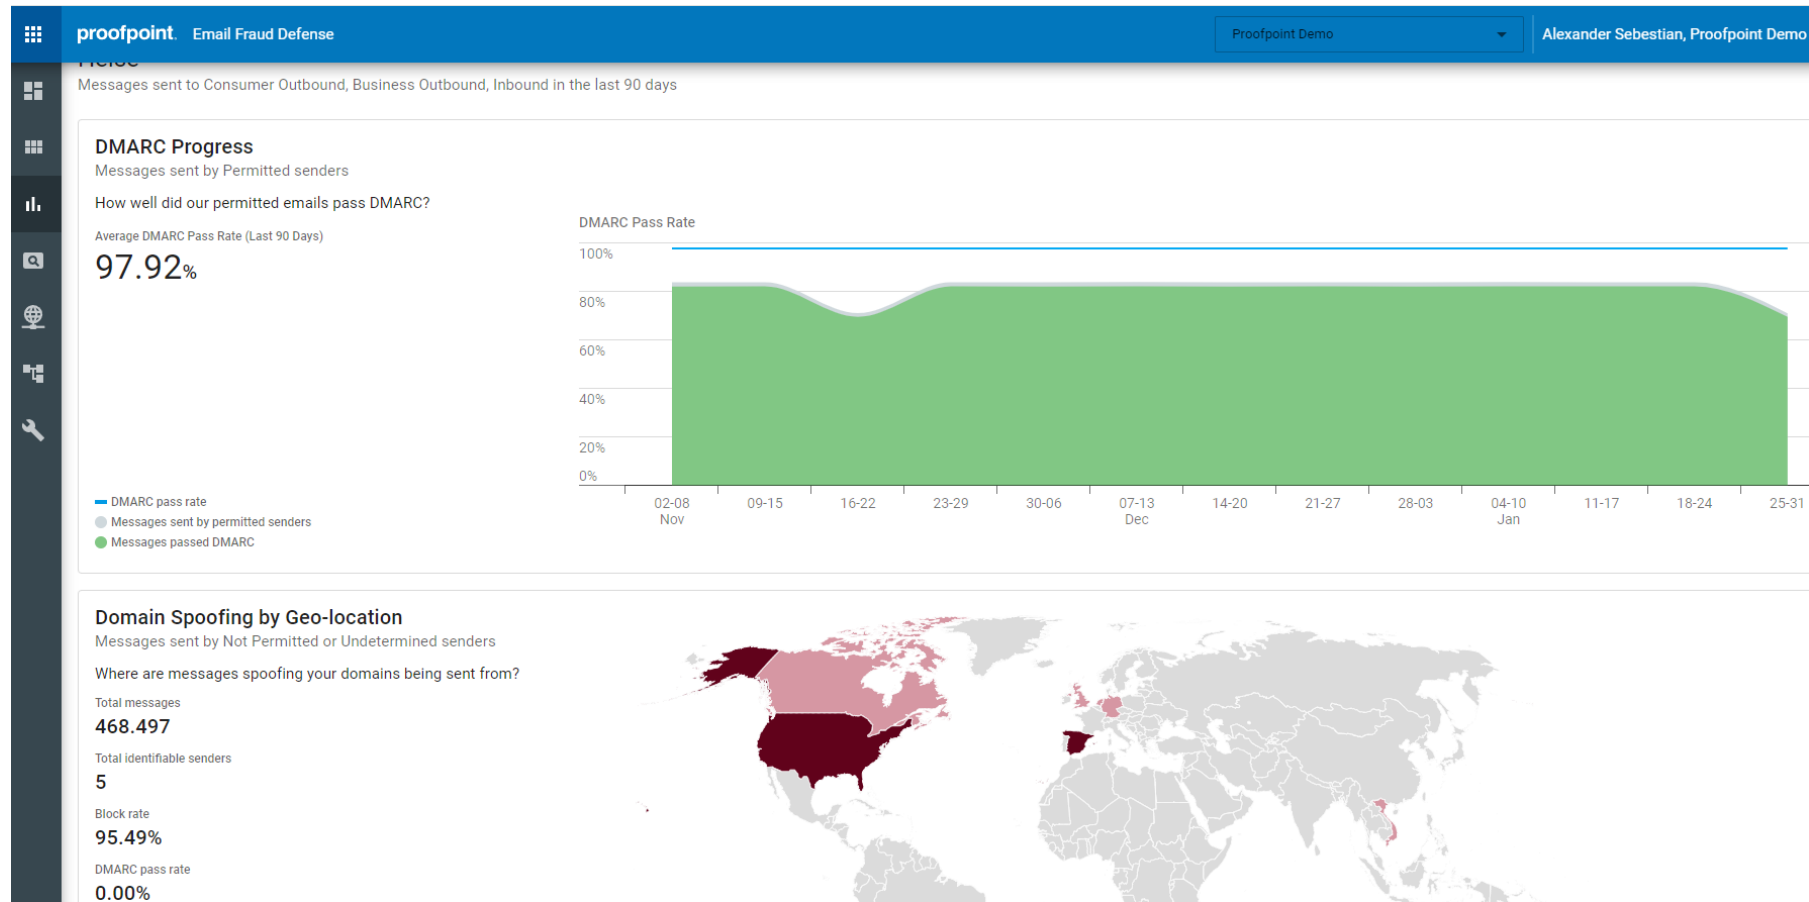 proofpoint. Email Fraud Defense
Proofpoint Demo
Alexander Sebestian, Proofpoint Demo
Messages sent to Consumer Outbound, Business Outbound, Inbound in the last 90 days
DMARC Progress
Messages sent by Permitted senders
How well did our permitted emails pass DMARC?
Average DMARC Pass Rate (Last 90 Days)
97.92%
DMARC Pass Rate
100%
80%
60%
40%
20%
0%
02-08 09-15 16-22 23-29 30-06 07-13 14-20 21-27 28-03 04-10 11-17 18-24 25-31
Nov Dec Jan
DMARC pass rate
Messages sent by permitted senders
Messages passed DMARC
Domain Spoofing by Geo-location
Messages sent by Not Permitted or Undetermined senders
Where are messages spoofing your domains being sent from?
Total messages
468.497
Total identifiable senders
5
Block rate
95.49%
DMARC pass rate
0.00%